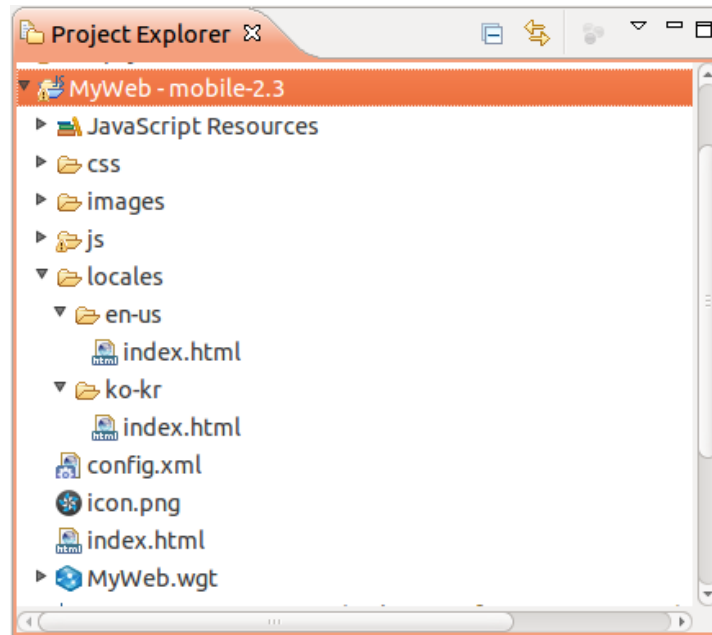 Project Explorer
MyWeb - mobile-2.3
JavaScript Resources
css
images
js
locales
en-us
index.html
ko-kr
index.html
config.xml
icon.png
index.html
MyWeb.wgt